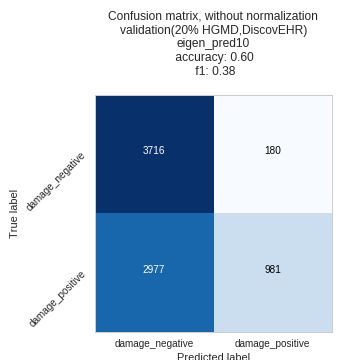 Confusion matrix, without normalization
validation(20% HGMD,DiscovEHR)
eigen_pred10
accuracy: 0.60
f1: 0.38
True label
damage_negative
3716
180
damage_positive
2977
981
damage_negative
damage_positive
Predicted label